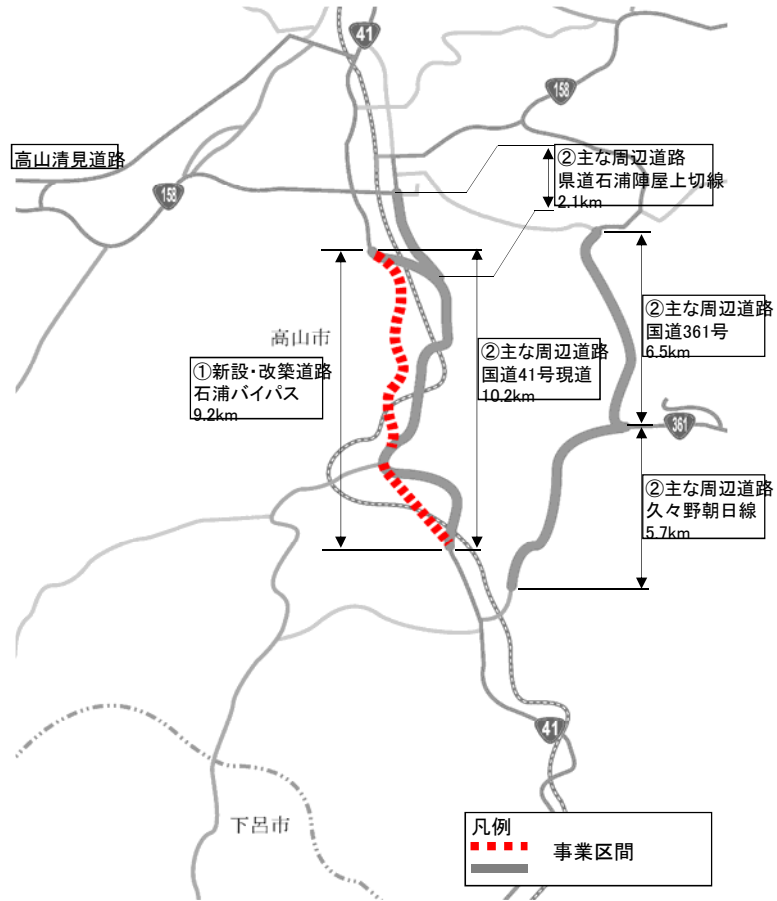 41
158
高山清見道路
②主な周辺道路
県道石浦陣屋上切線
2.1km
158
高山市
②主な周辺道路
国道361号
6.5km
①新設・改築道路
石浦バイパス
9.2km
②主な周辺道路
国道41号現道
10.2km
361
②主な周辺道路
久々野朝日線
5.7km
41
下呂市
凡例
事業区間